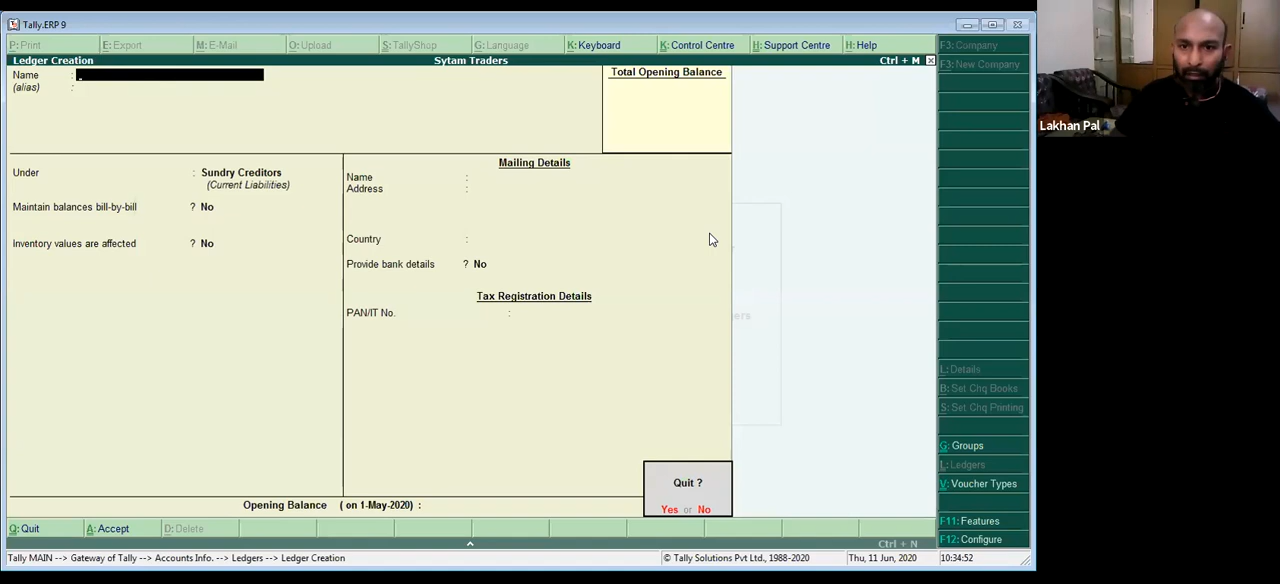 Tally.ERP 9
P: Print E: Export M: E-Mail O: Upload S: TallyShop G: Language K: Keyboard K: Control Centre H: Support Centre H: Help
F3: Company
Ledger Creation Sytam Traders Ctrl + M
F3: New Company
Name :
(alias) :
Total Opening Balance
Lakhan Pal
Under : Sundry Creditors
(Current Liabilities)
Maintain balances bill-by-bill ? No
Inventory values are affected ? No
Mailing Details
Name :
Address :
Country :
Provide bank details ? No
Tax Registration Details
PAN/IT No. :
ers
L: Details
B: Set Chq Books
S: Set Chq Printing
G: Groups
L: Ledgers
V: Voucher Types
Quit ?
Yes or No
Opening Balance ( on 1-May-2020) :
F11: Features
Q: Quit A: Accept D: Delete
F12: Configure
Ctrl + N
Tally MAIN --> Gateway of Tally --> Accounts Info. --> Ledgers --> Ledger Creation © Tally Solutions Pvt Ltd., 1988-2020 Thu, 11 Jun, 2020 10:34:52